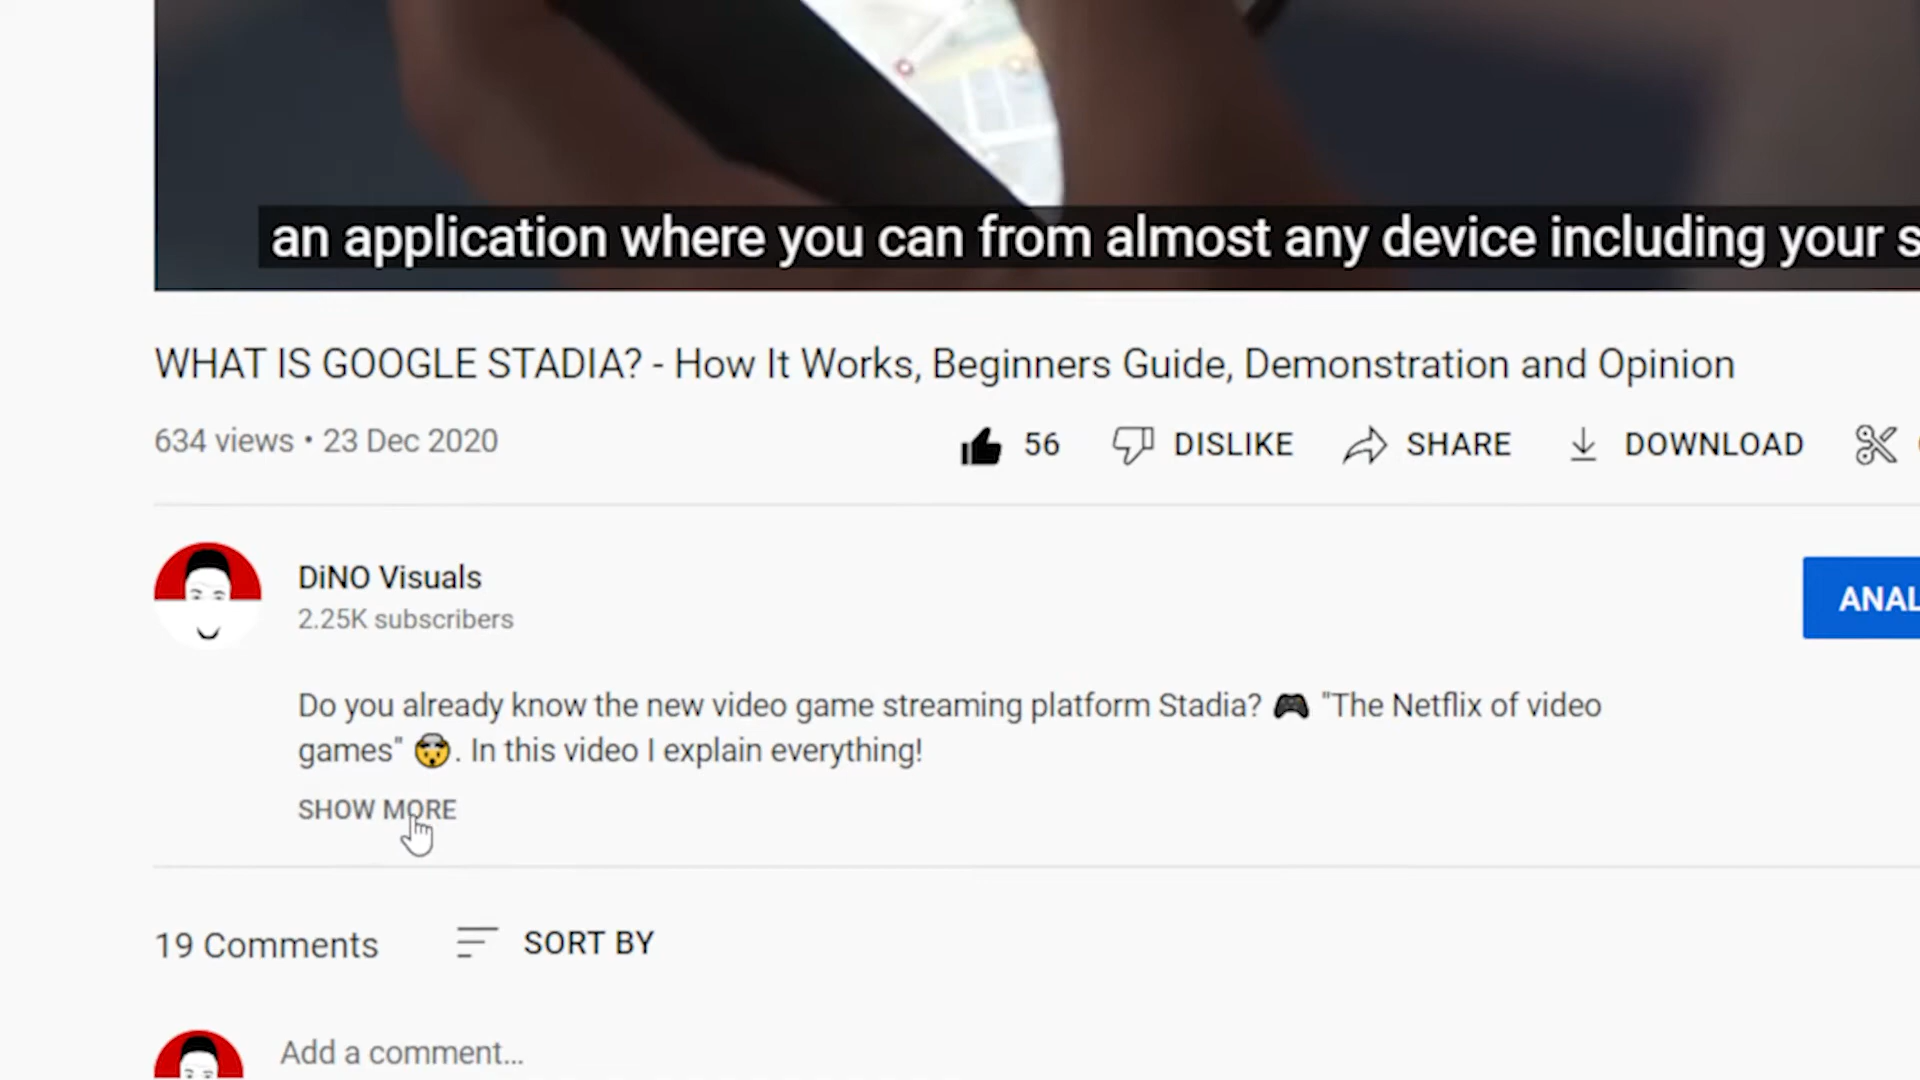 an application where you can from almost any device including your
WHAT IS GOOGLE STADIA? - How It Works, Beginners Guide, Demonstration and Opinion
634 views • 23 Dec 2020
56 DISLIKE SHARE DOWNLOAD
DiNO Visuals
2.25K subscribers
ANAL
Do you already know the new video game streaming platform Stadia? 🎮 "The Netflix of video
games" 🤯. In this video I explain everything!
SHOW MORE
19 Comments SORT BY
Add a comment...